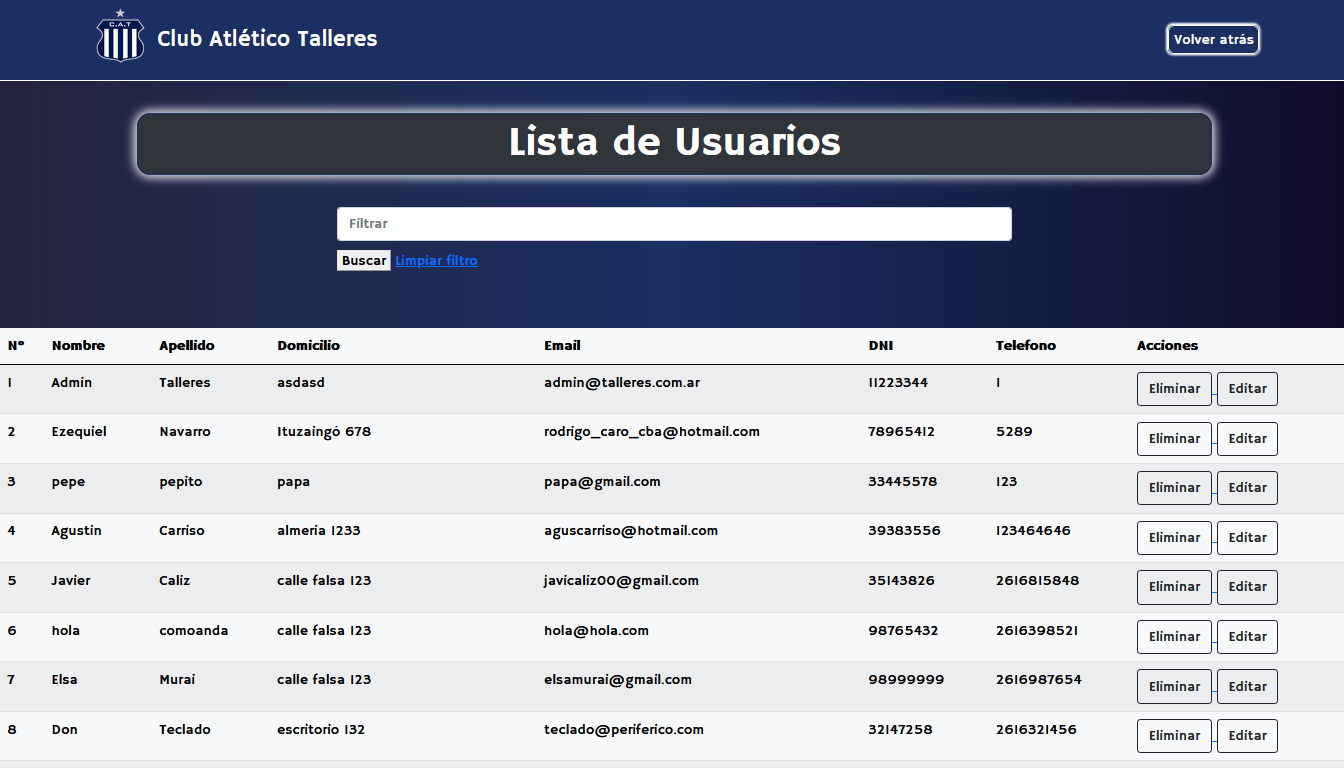 C.A.T
Club Atlético Talleres
Volver atrás
Lista de Usuarios
Filtrar
Buscar Limpiar filtro
N° Nombre Apellido Domicilio Email DNI Telefono Acciones
1 Admin Talleres asdasd admin@talleres.com.ar 11223344 1 Eliminar Editar
2 Ezequiel Navarro Ituzaingó 678 rodrigo_caro_cba@hotmail.com 78965412 5289 Eliminar Editar
3 pepe pepito papa papa@gmail.com 33445578 123 Eliminar Editar
4 Agustin Carriso almeria 1233 aguscarriso@hotmail.com 39383556 123464646 Eliminar Editar
5 Javier Caliz calle falsa 123 javicaliz00@gmail.com 35143826 2616815848 Eliminar Editar
6 hola comoanda calle falsa 123 hola@hola.com 98765432 2616398521 Eliminar Editar
7 Elsa Murai calle falsa 123 elsamurai@gmail.com 98999999 2616987654 Eliminar Editar
8 Don Teclado escritorio 132 teclado@periferico.com 32147258 2616321456 Eliminar Editar